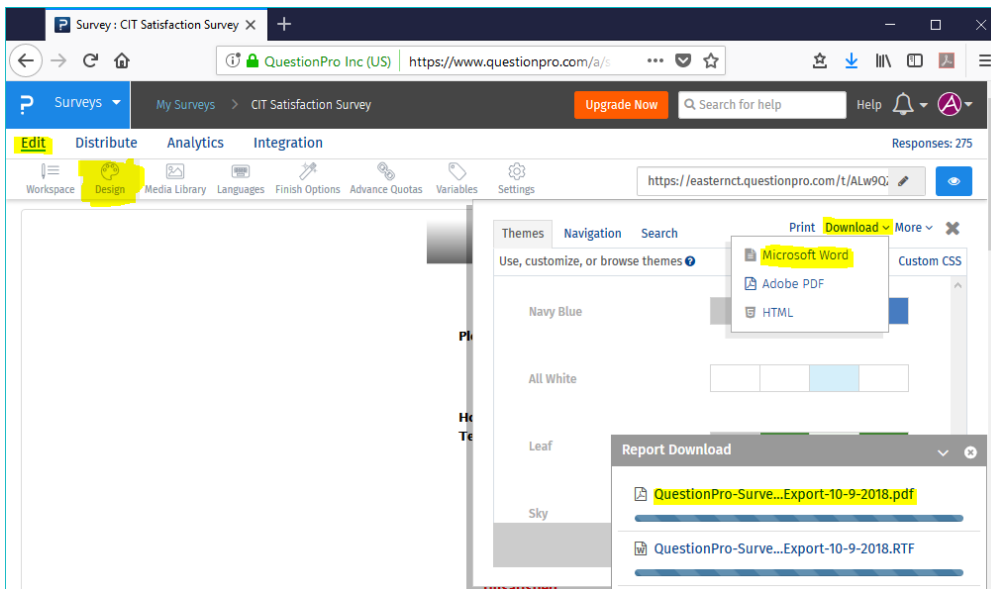 Survey : CIT Satisfaction Survey
QuestionPro Inc (US) https://www.questionpro.com/a/s
Surveys My Surveys > CIT Satisfaction Survey Upgrade Now Search for help Help
Edit Distribute Analytics Integration Responses: 275
Workspace Design Media Library Languages Finish Options Advance Quotas Variables Settings https://easternct.questionpro.com/t/ALw9QZ
Themes Navigation Search Print Download More
Use, customize, or browse themes Custom CSS
Microsoft Word
Adobe PDF
HTML
Navy Blue
All White
Leaf
Sky
Report Download
QuestionPro-Surve...Export-10-9-2018.pdf
QuestionPro-Surve...Export-10-9-2018.RTF